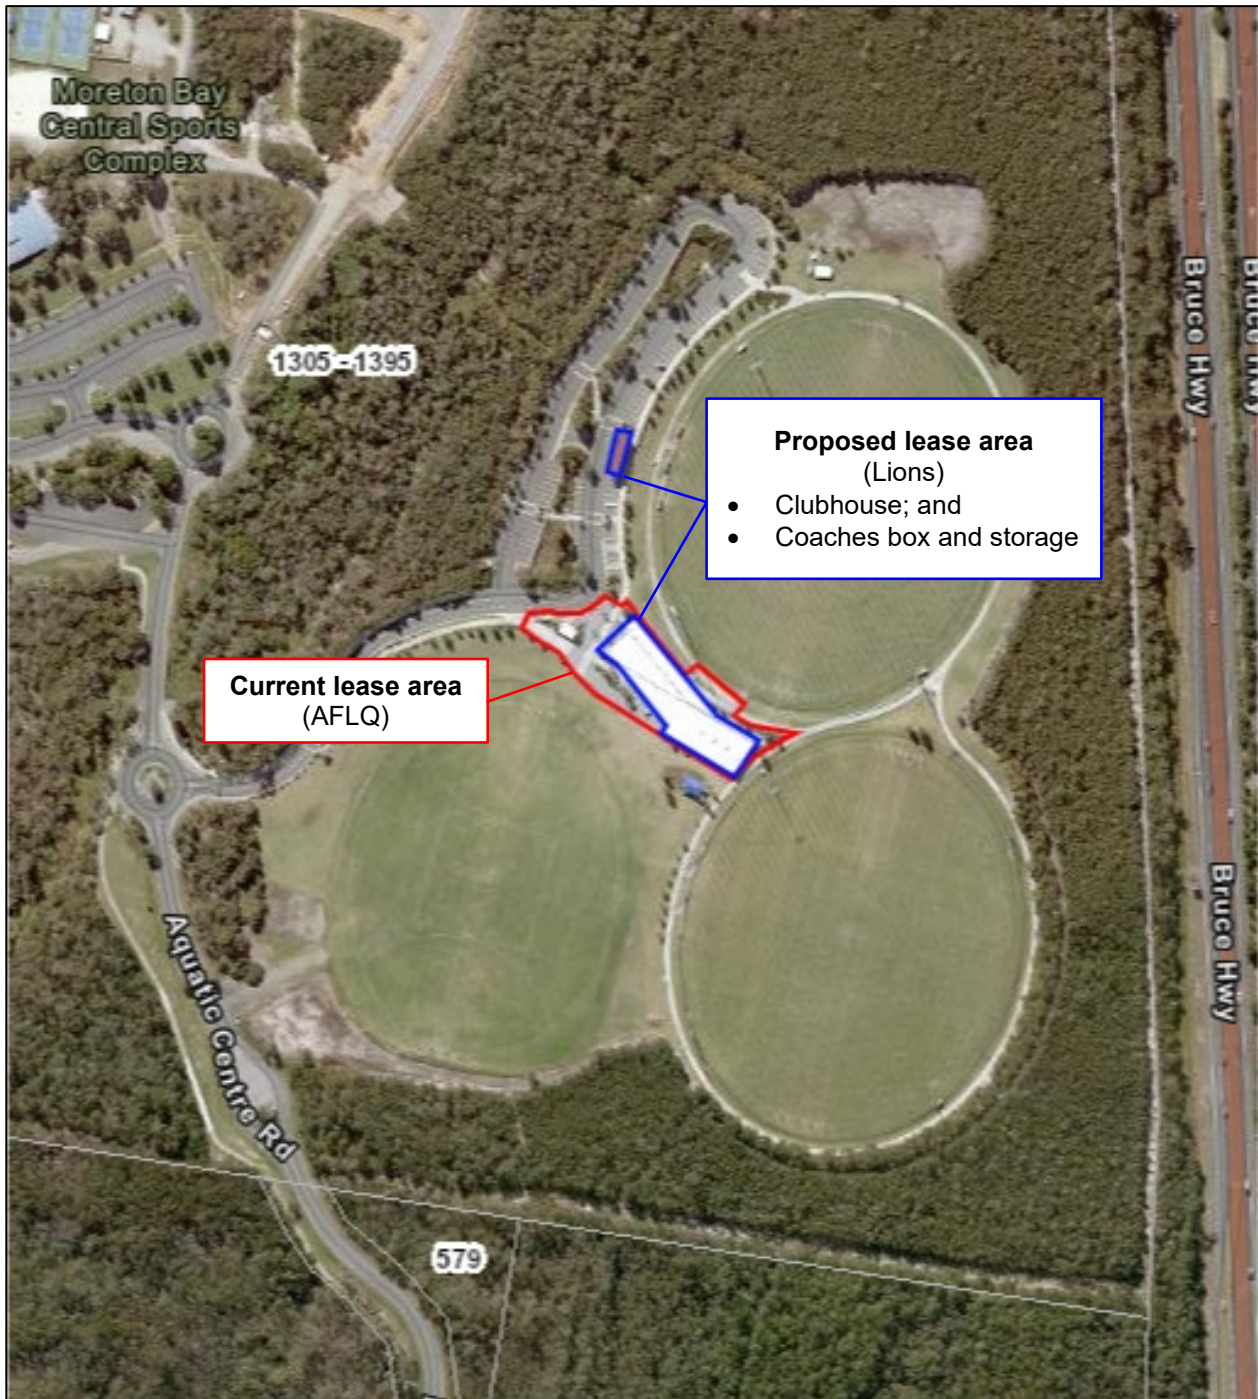 Moreton Bay
Central Sports
Complex
1305 - 1395
Bruce Hwy
Bruce Hwy
Proposed lease area
(Lions)
• Clubhouse; and
• Coaches box and storage
Current lease area
(AFLQ)
Bruce Hwy
Aquatic Centre Rd
579